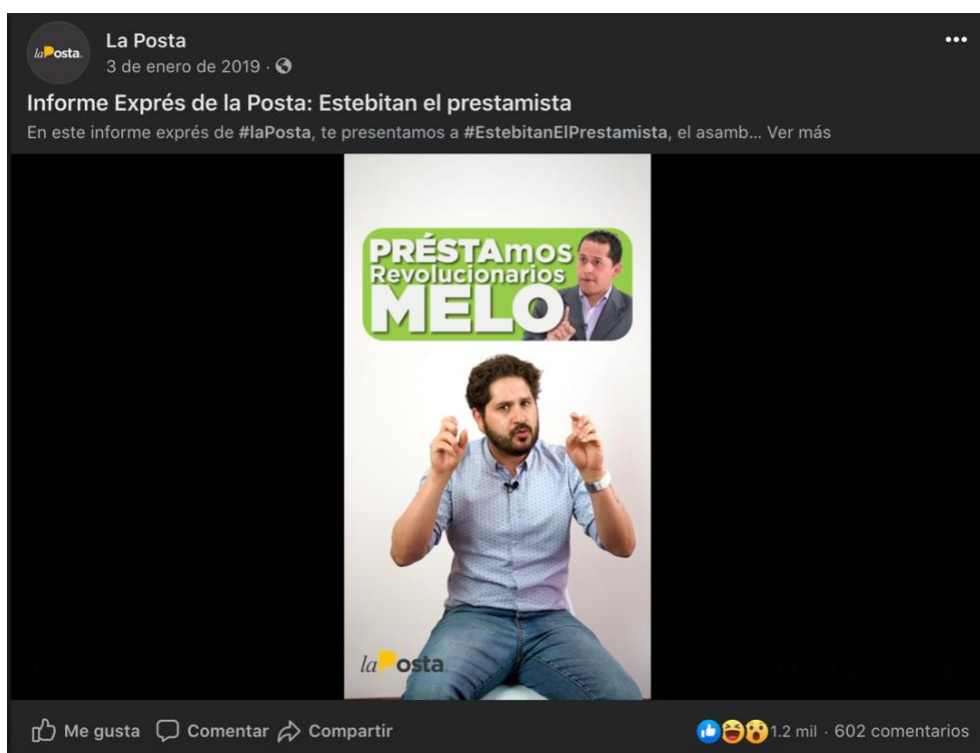 laPosta.
La Posta
3 de enero de 2019 ·
Informe Exprés de la Posta: Estebitan el prestamista
En este informe exprés de #laPosta, te presentamos a #EstebitanElPrestamista, el asamb... Ver más
PRÉSTAmos
Revolucionarios
MELO
laPosta
Me gusta Comentar Compartir 1.2 mil · 602 comentarios